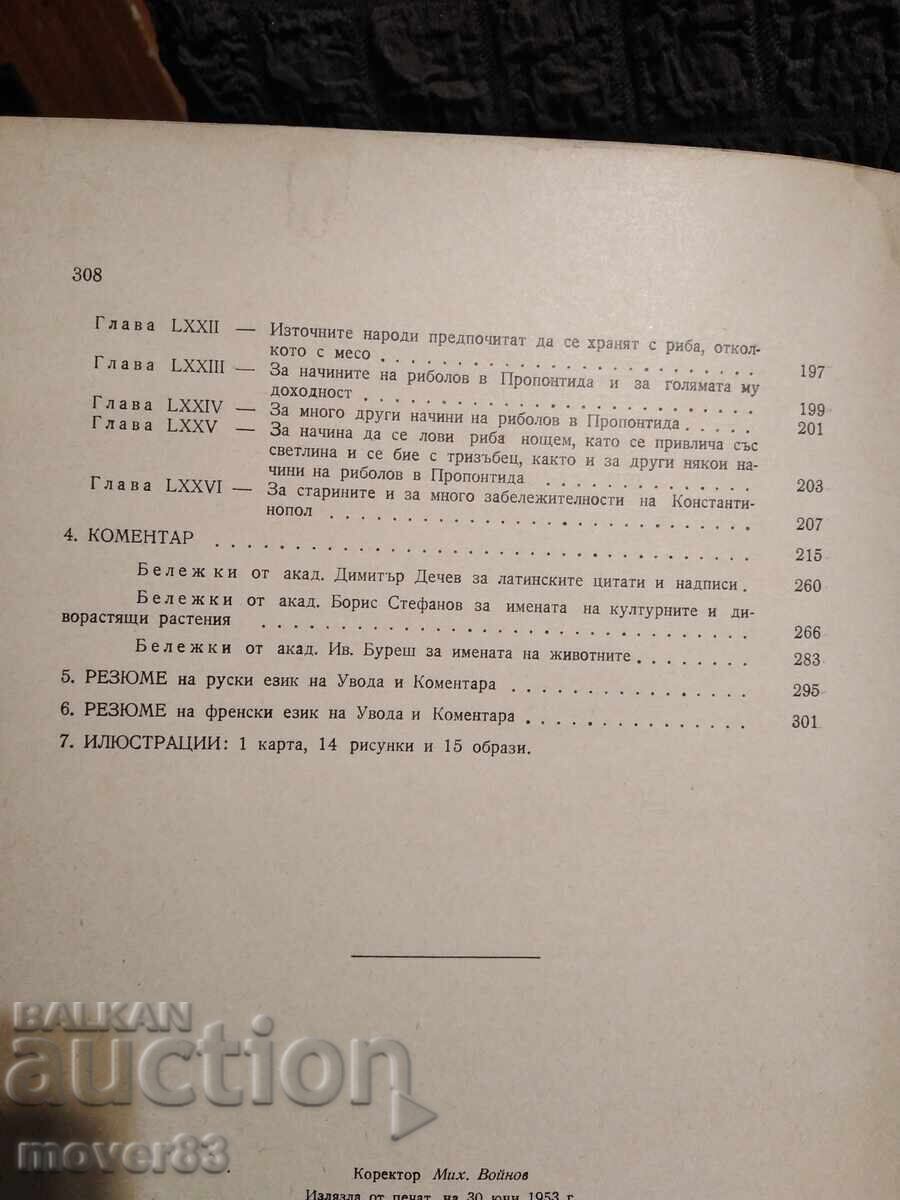 308
Глава LXXII — Източните народи предпочитат да се хранят с риба, откол-
кото с месо . . . . . . . . . . . . . . . . . . 197
Глава LXXIII — За начините на риболов в Пропонтида и за голямата му
доходност . . . . . . . . . . . . . . . . . . 199
Глава LXXIV — За много други начини на риболов в Пропонтида . . . . . 201
Глава LXXV — За начина да се лови риба нощем, като се привлича със
светлина и се бие с тризъбец, както и за други някои на-
чини на риболов в Пропонтида . . . . . . . . . . 203
Глава LXXVI — За старините и за много забележителности на Константи-
нопол . . . . . . . . . . . . . . . . . . . . 207
4. КОМЕНТАР . . . . . . . . . . . . . . . . . . . . 215
Бележки от акад. Димитър Дечев за латинските цитати и надписи . 260
Бележки от акад. Борис Стефанов за имената на културните и ди-
ворастящи растения . . . . . . . . . . . . . . . . . . 266
Бележки от акад. Ив. Буреш за имената на животните . . . . . . . 283
5. РЕЗЮМЕ на руски език на Увода и Коментара . . . . . . . . . . . 295
6. РЕЗЮМЕ на френски език на Увода и Коментара . . . . . . . . . . 301
7. ИЛЮСТРАЦИИ: 1 карта, 14 рисунки и 15 образи.
BALKAN
auction
mover83
Коректор Мих. Войнов
Излязла от печат на 30 юни 1953 г.